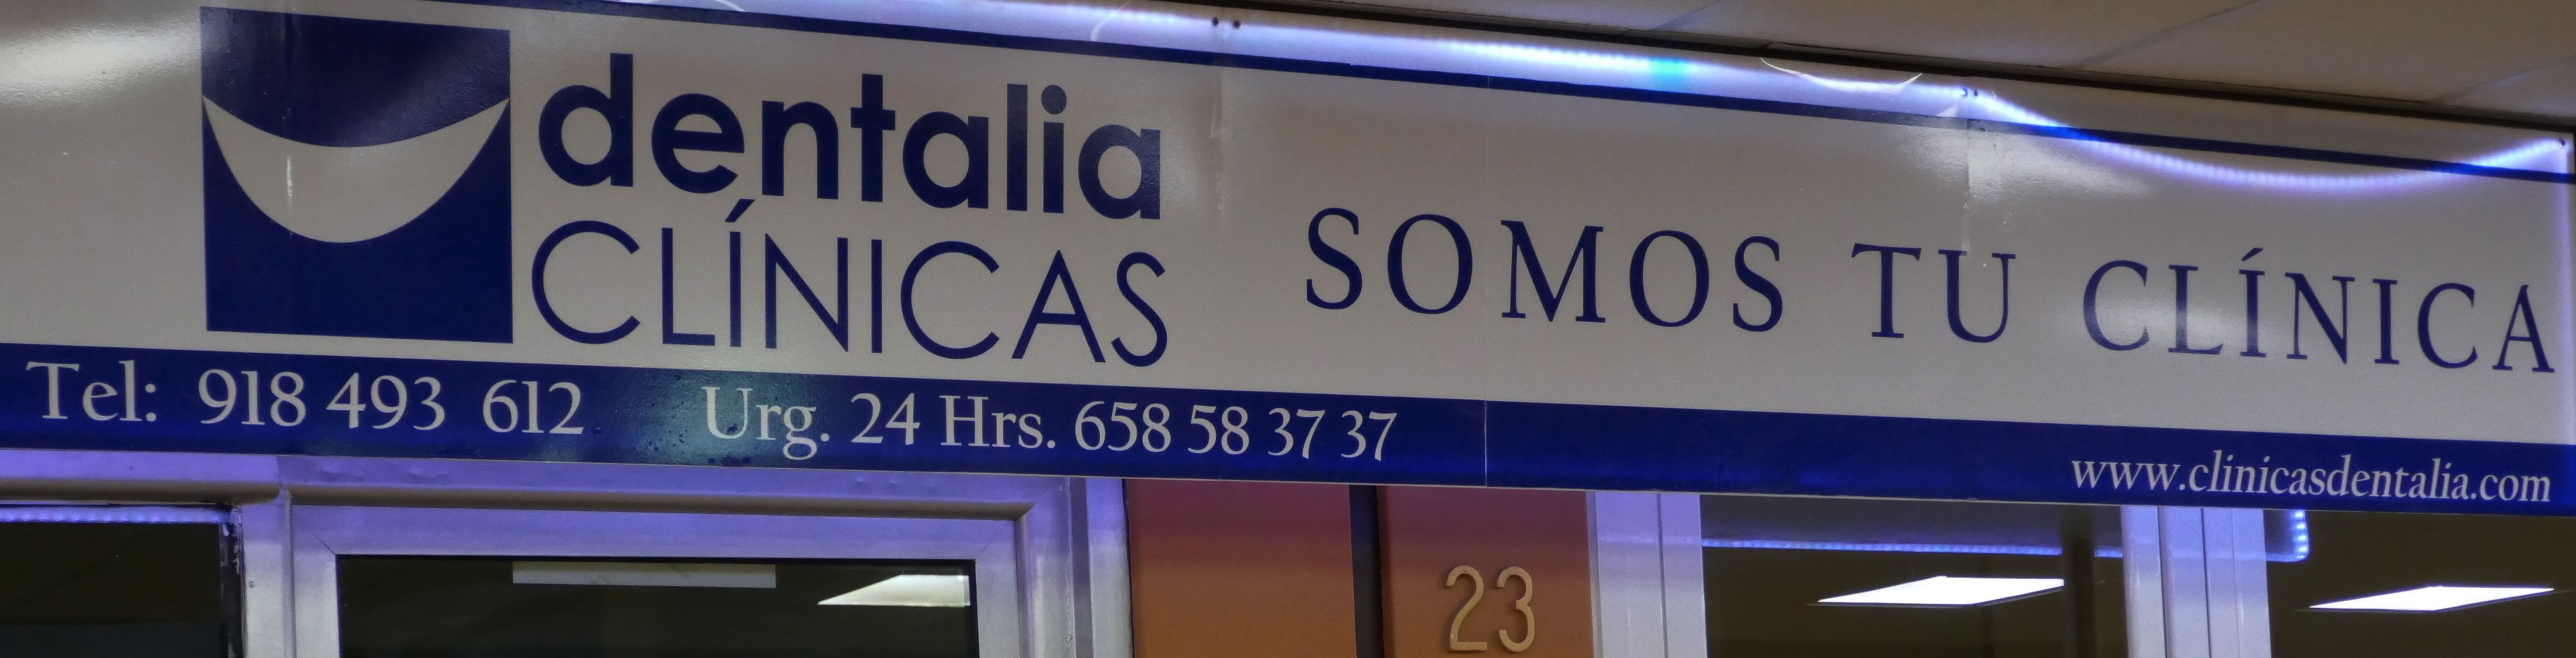 dentalia
CLÍNICAS
SOMOS TU CLÍNICA
Tel: 918 493 612 Urg. 24 Hrs. 658 58 37 37
www.clinicasdentalia.com
23